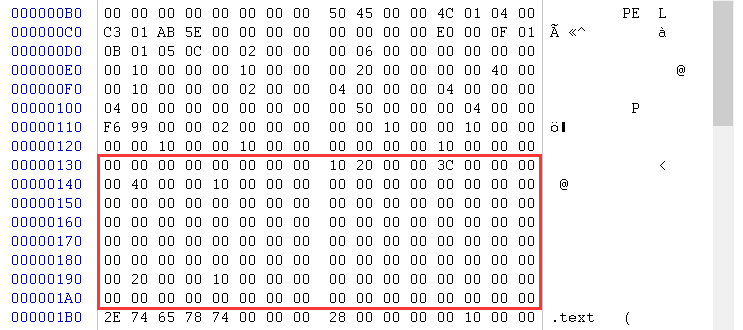 000000B0 00 00 00 00 00 00 00 00 50 45 00 00 4C 01 04 00 PE L
000000C0 C3 01 AB 5E 00 00 00 00 00 00 00 00 E0 00 0F 01 Ã «^ à
000000D0 0B 01 05 0C 00 02 00 00 00 06 00 00 00 00 00 00
000000E0 00 10 00 00 00 10 00 00 00 20 00 00 00 00 40 00 @
000000F0 00 10 00 00 00 02 00 00 04 00 00 00 04 00 00 00
00000100 04 00 00 00 00 00 00 00 00 50 00 00 00 04 00 00 P
00000110 F6 99 00 00 02 00 00 00 00 00 10 00 00 10 00 00 ö
00000120 00 00 10 00 00 10 00 00 00 00 00 00 10 00 00 00
00000130 00 00 00 00 00 00 00 00 10 20 00 00 3C 00 00 00 <
00000140 00 40 00 00 10 00 00 00 00 00 00 00 00 00 00 00 @
00000150 00 00 00 00 00 00 00 00 00 00 00 00 00 00 00 00
00000160 00 00 00 00 00 00 00 00 00 00 00 00 00 00 00 00
00000170 00 00 00 00 00 00 00 00 00 00 00 00 00 00 00 00
00000180 00 00 00 00 00 00 00 00 00 00 00 00 00 00 00 00
00000190 00 20 00 00 10 00 00 00 00 00 00 00 00 00 00 00
000001A0 00 00 00 00 00 00 00 00 00 00 00 00 00 00 00 00
000001B0 2E 74 65 78 74 00 00 00 28 00 00 00 00 10 00 00 .text (